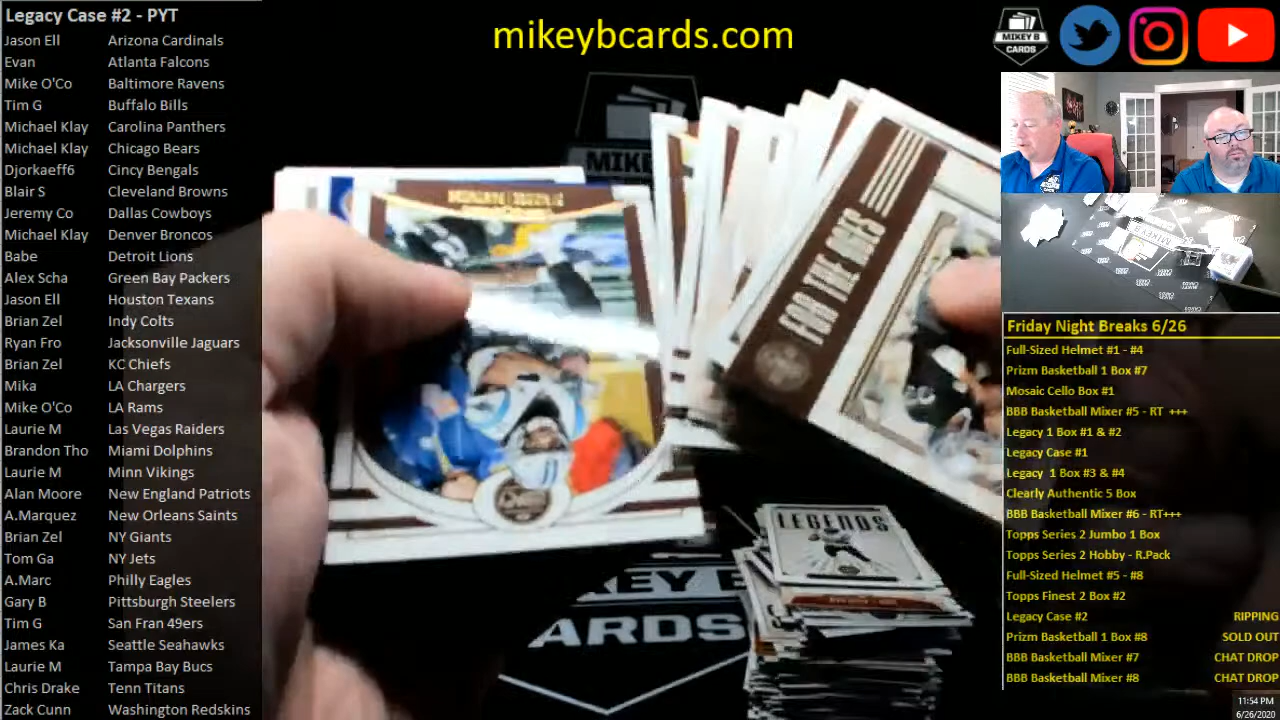 Legacy Case #2 - PYT
Jason Ell Arizona Cardinals
Evan Atlanta Falcons
Mike O'Co Baltimore Ravens
Tim G Buffalo Bills
Michael Klay Carolina Panthers
Michael Klay Chicago Bears
Djorkaeff6 Cincy Bengals
Blair S Cleveland Browns
Jeremy Co Dallas Cowboys
Michael Klay Denver Broncos
Babe Detroit Lions
Alex Scha Green Bay Packers
Jason Ell Houston Texans
Brian Zel Indy Colts
Ryan Fro Jacksonville Jaguars
Brian Zel KC Chiefs
Mika LA Chargers
Mike O'Co LA Rams
Laurie M Las Vegas Raiders
Brandon Tho Miami Dolphins
Laurie M Minn Vikings
Alan Moore New England Patriots
A.Marquez New Orleans Saints
Brian Zel NY Giants
Tom Ga NY Jets
A.Marc Philly Eagles
Gary B Pittsburgh Steelers
Tim G San Fran 49ers
James Ka Seattle Seahawks
Laurie M Tampa Bay Bucs
Chris Drake Tenn Titans
Zack Cunn Washington Redskins
mikeybcards.com
MIKEY B
CARDS
FOR THE AGES
LEGENDS
KEY B
ARDS
Friday Night Breaks 6/26
Full-Sized Helmet #1 - #4
Prizm Basketball 1 Box #7
Mosaic Cello Box #1
BBB Basketball Mixer #5 - RT +++
Legacy 1 Box #1 & #2
Legacy Case #1
Legacy 1 Box #3 & #4
Clearly Authentic 5 Box
BBB Basketball Mixer #6 - RT+++
Topps Series 2 Jumbo 1 Box
Topps Series 2 Hobby - R.Pack
Full-Sized Helmet #5 - #8
Topps Finest 2 Box #2
Legacy Case #2 RIPPING
Prizm Basketball 1 Box #8 SOLD OUT
BBB Basketball Mixer #7 CHAT DROP
BBB Basketball Mixer #8 CHAT DROP
11:54 PM
6/26/2020